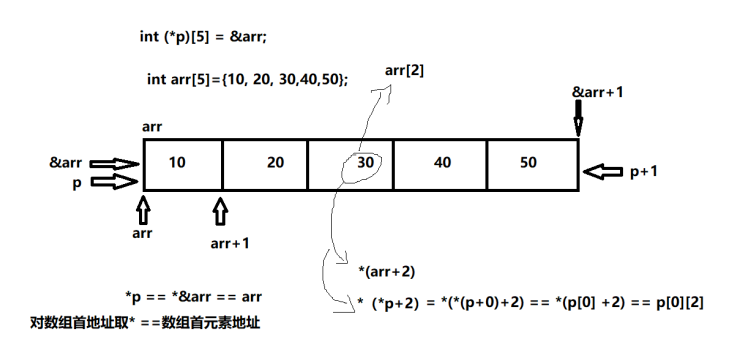 int (*p)[5] = &arr;
int arr[5]={10, 20, 30,40,50};
arr[2]
&arr+1
arr
&arr
p
10
20
30
40
50
p+1
arr
arr+1
*(arr+2)
*p == *&arr == arr
* (*p+2) = *(*(p+0)+2) == *(p[0] +2) == p[0][2]
对数组首地址取* ==数组首元素地址